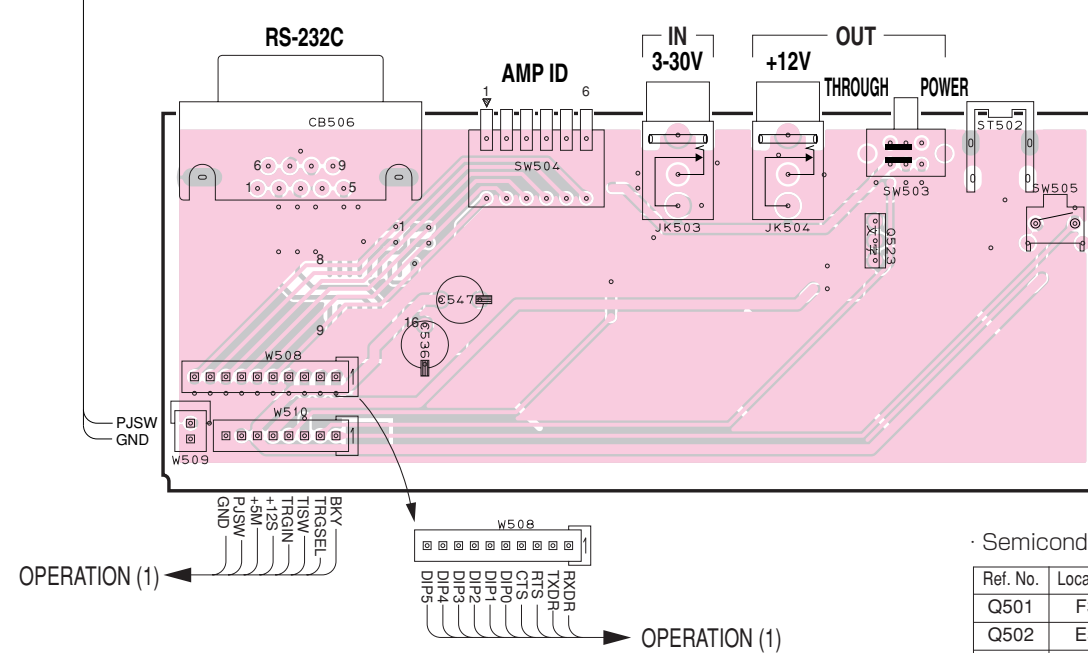 RS-232C
AMP ID
1 6
IN
3-30V
OUT
+12V
THROUGH POWER
CB506
6 9
1 5
SW504
JK503
JK504
SW503
ST502
SW505
Q523
1
8
9
C547
16
C536
W508
W510
W509
1
1
PJSW
GND
GND
PJSW
+5M
+12S
TRGIN
TISW
TRGSEL
BKY
OPERATION (1)
W508
1
DIP5
DIP4
DIP3
DIP2
DIP1
DIP0
CTS
RTS
TXDR
RXDR
OPERATION (1)
· Semicond
Ref. No. Loca
Q501 F
Q502 E